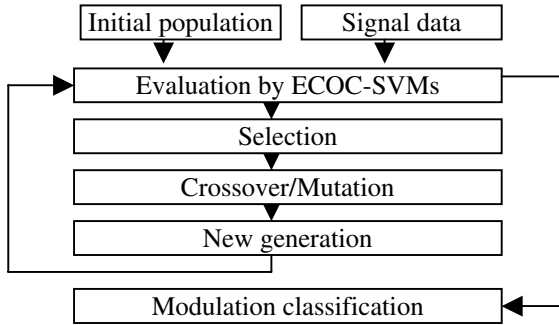 Initial population
Signal data
Evaluation by ECOC-SVMs
Selection
Crossover/Mutation
New generation
Modulation classification